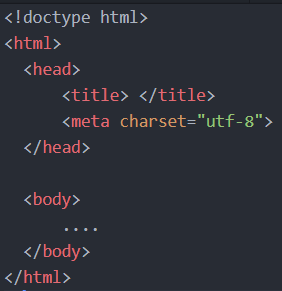 <!doctype html>
<html>
<head>
<title> </title>
<meta charset="utf-8">
</head>
<body>
....
</body>
</html>